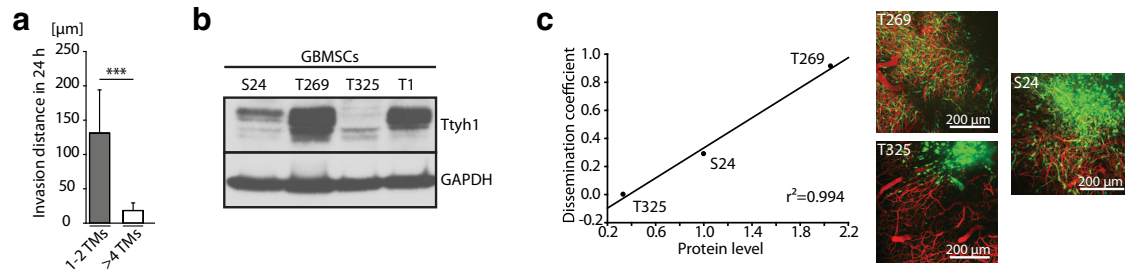 a
[µm]
Invasion distance in 24 h
250
200
150
100
50
0
***
1-2 TMs
>4 TMs
b
GBMSCs
S24 T269 T325 T1
Ttyh1
GAPDH
c
Dissemination coefficient
1.0
0.8
0.6
0.4
0.2
0.0
-0.2
T269
S24
T325
r²=0.994
0.2 0.6 1.0 1.4 1.8 2.2
Protein level
T269
200 µm
T325
200 µm
S24
200 µm